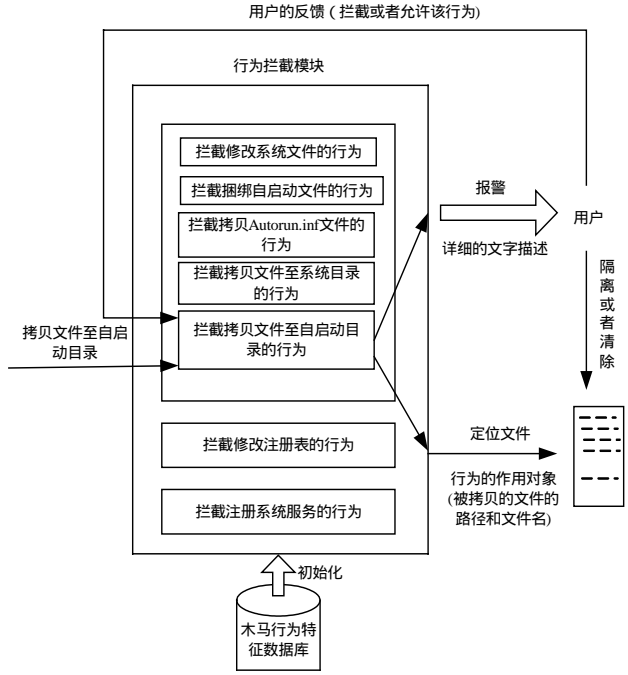 用户的反馈（拦截或者允许该行为)
行为拦截模块
拦截修改系统文件的行为
拦截捆绑自启动文件的行为
拦截拷贝Autorun.inf文件的
行为
拦截拷贝文件至系统目录
的行为
拦截拷贝文件至自启动目
录的行为
拷贝文件至自启
动目录
拦截修改注册表的行为
拦截注册系统服务的行为
报警
详细的文字描述
用户
隔
离
或
者
清
除
定位文件
行为的作用对象
(被拷贝的文件的
路径和文件名)
初始化
木马行为特
征数据库